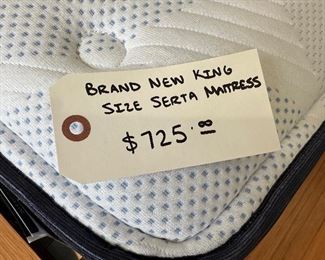 BRAND NEW KING
SIZE SERTA MATTRESS
$725.00